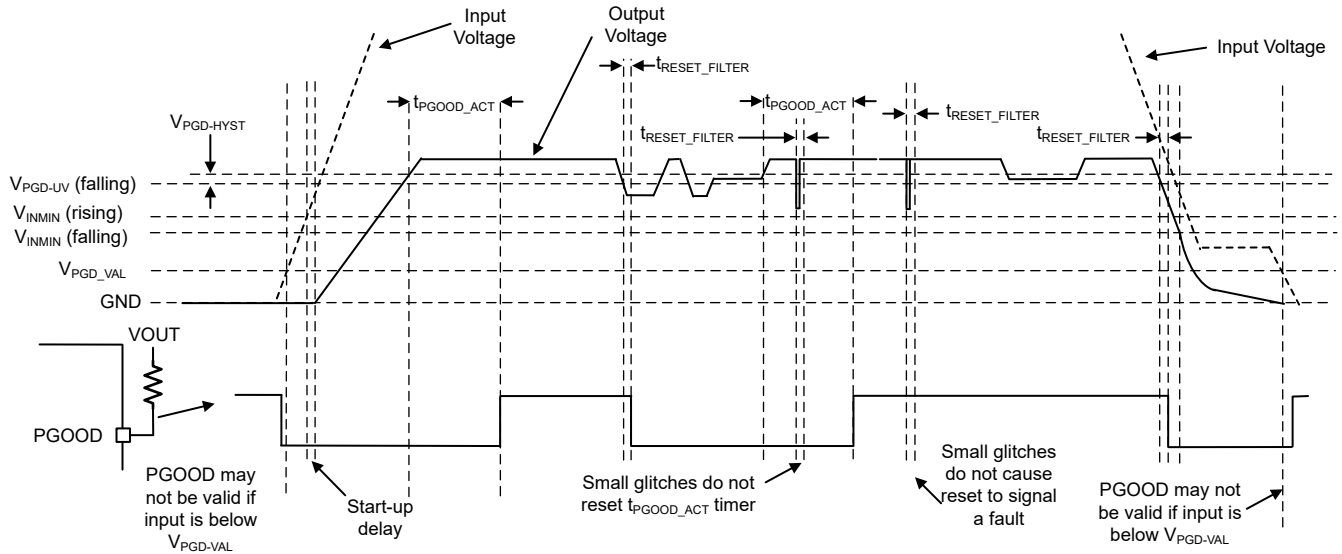 Input
Voltage
Output
Voltage
Input Voltage
tRESET_FILTER
tPGOOD_ACT
tPGOOD_ACT
tRESET_FILTER
tRESET_FILTER
tRESET_FILTER
VPGD-HYST
VPGD-UV (falling)
VINMIN (rising)
VINMIN (falling)
VPGD_VAL
GND
VOUT
PGOOD
PGOOD may
not be valid if
input is below
VPGD-VAL
Start-up
delay
Small glitches do not
reset tPGOOD_ACT timer
Small glitches
do not cause
reset to signal
a fault
PGOOD may not
be valid if input is
below VPGD-VAL